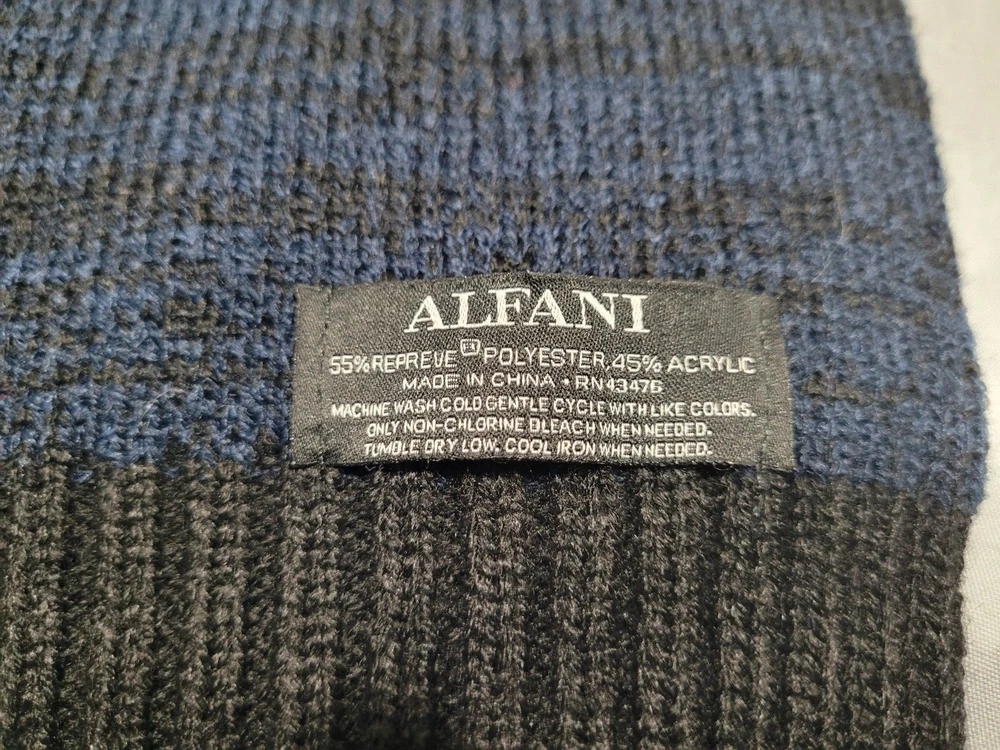 ALFANI
55% REPREVE POLYESTER, 45% ACRYLIC
MADE IN CHINA • RN43476
MACHINE WASH COLD GENTLE CYCLE WITH LIKE COLORS.
ONLY NON-CHLORINE BLEACH WHEN NEEDED.
TUMBLE DRY LOW. COOL IRON WHEN NEEDED.